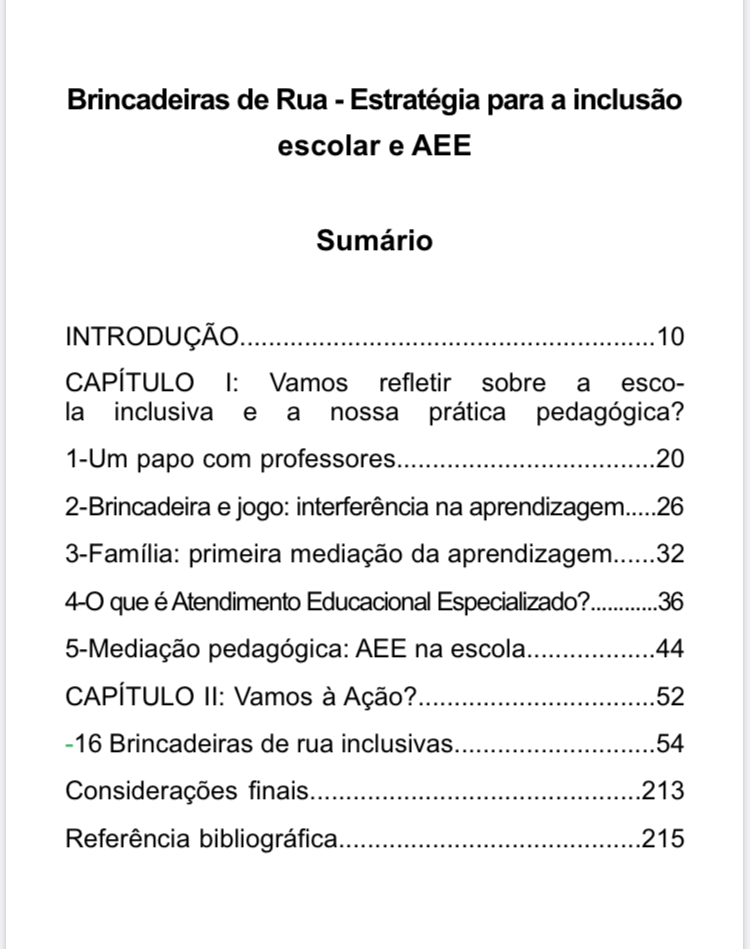 Brincadeiras de Rua - Estratégia para a inclusão
escolar e AEE
Sumário
INTRODUÇÃO..........................................................10
CAPÍTULO I: Vamos refletir sobre a esco-
la inclusiva e a nossa prática pedagógica?
1-Um papo com professores....................................20
2-Brincadeira e jogo: interferência na aprendizagem.....26
3-Família: primeira mediação da aprendizagem......32
4-O que é Atendimento Educacional Especializado?............36
5-Mediação pedagógica: AEE na escola..................44
CAPÍTULO II: Vamos à Ação?.................................52
-16 Brincadeiras de rua inclusivas............................54
Considerações finais..............................................213
Referência bibliográfica..........................................215